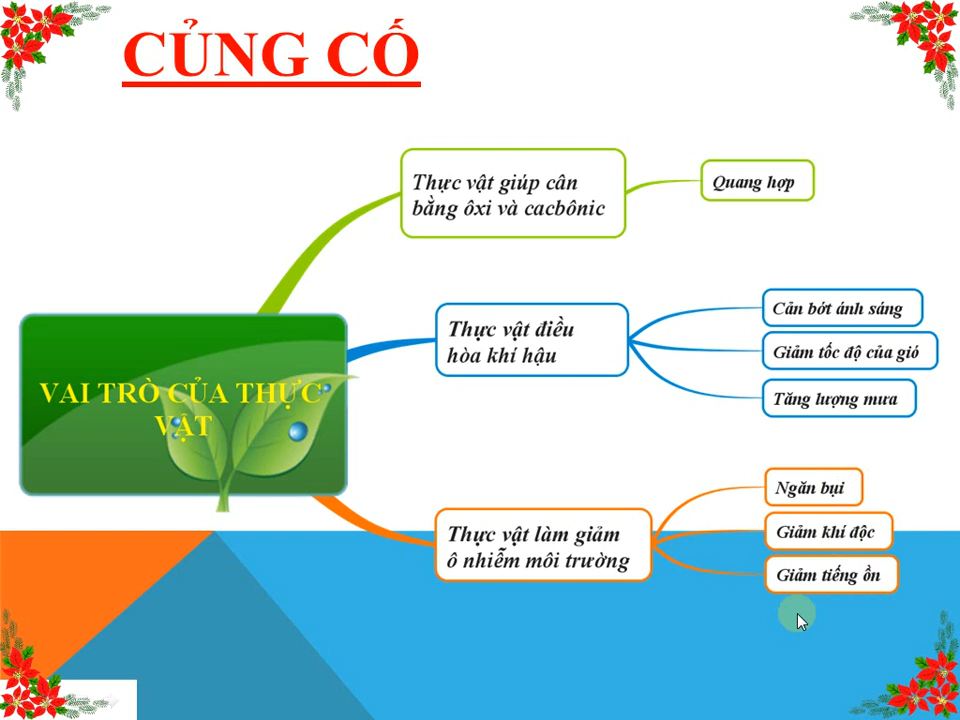 CỦNG CỐ
Thực vật giúp cân
bằng ôxi và cacbônic
Quang hợp
VAI TRÒ CỦA THỰC
VẬT
Thực vật điều
hòa khí hậu
Cản bớt ánh sáng
Giảm tốc độ của gió
Tăng lượng mưa
Thực vật làm giảm
ô nhiễm môi trường
Ngăn bụi
Giảm khí độc
Giảm tiếng ồn